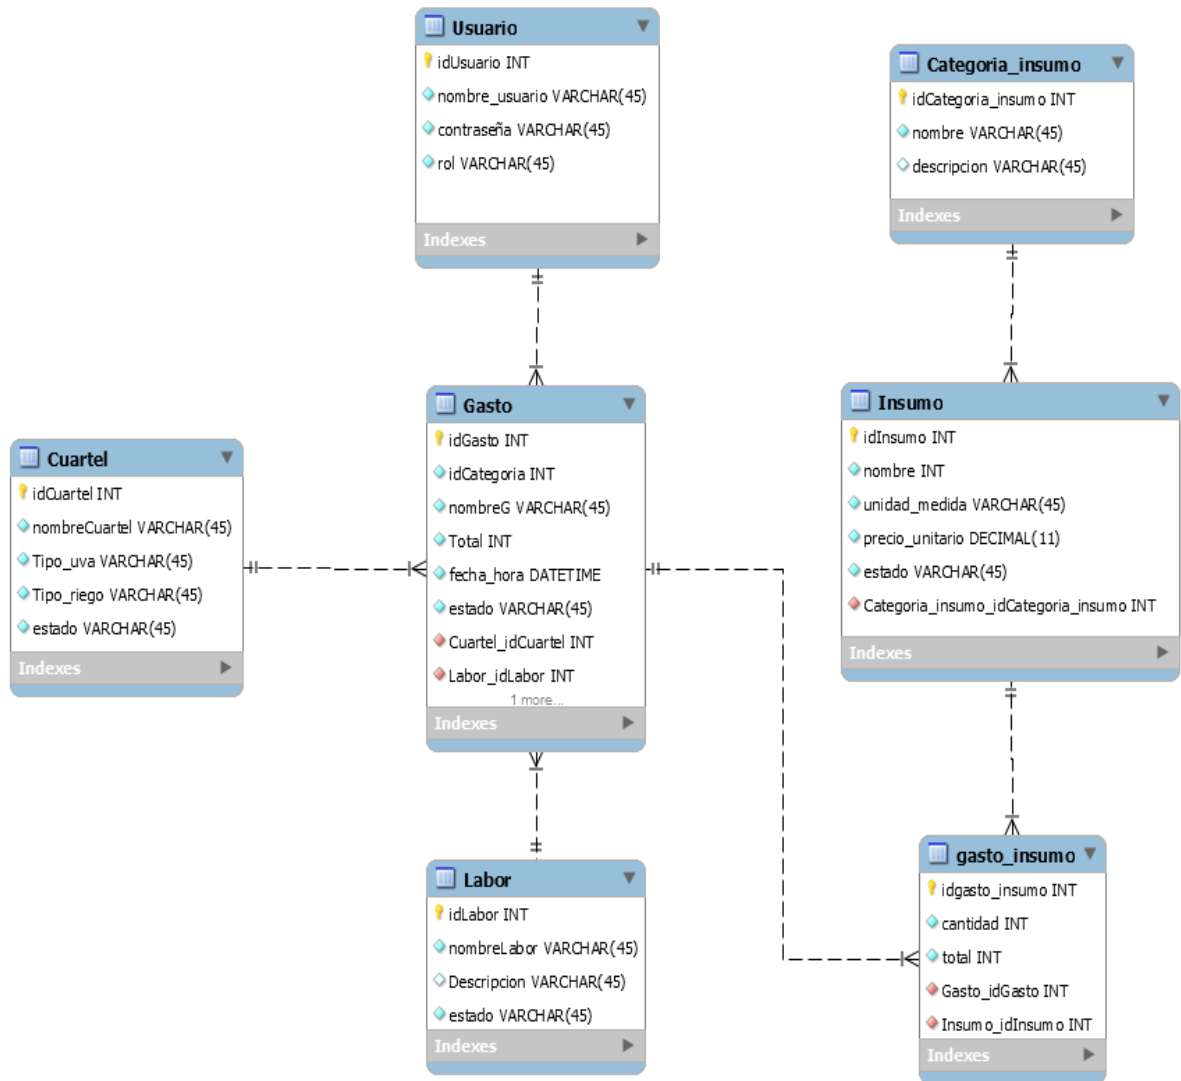 Usuario
idUsuario INT
nombre_usuario VARCHAR(45)
contraseña VARCHAR(45)
rol VARCHAR(45)
Indexes
Categoria_insumo
idCategoria_insumo INT
nombre VARCHAR(45)
descripcion VARCHAR(45)
Indexes
Cuartel
idCuartel INT
nombreCuartel VARCHAR(45)
Tipo_uva VARCHAR(45)
Tipo_riego VARCHAR(45)
estado VARCHAR(45)
Indexes
Gasto
idGasto INT
idCategoria INT
nombreG VARCHAR(45)
Total INT
fecha_hora DATETIME
estado VARCHAR(45)
Cuartel_idCuartel INT
Labor_idLabor INT
1 more...
Indexes
Insumo
idInsumo INT
nombre INT
unidad_medida VARCHAR(45)
precio_unitario DECIMAL(11)
estado VARCHAR(45)
Categoria_insumo_idCategoria_insumo INT
Indexes
Labor
idLabor INT
nombreLabor VARCHAR(45)
Descripcion VARCHAR(45)
estado VARCHAR(45)
Indexes
gasto_insumo
idgasto_insumo INT
cantidad INT
total INT
Gasto_idGasto INT
Insumo_idInsumo INT
Indexes